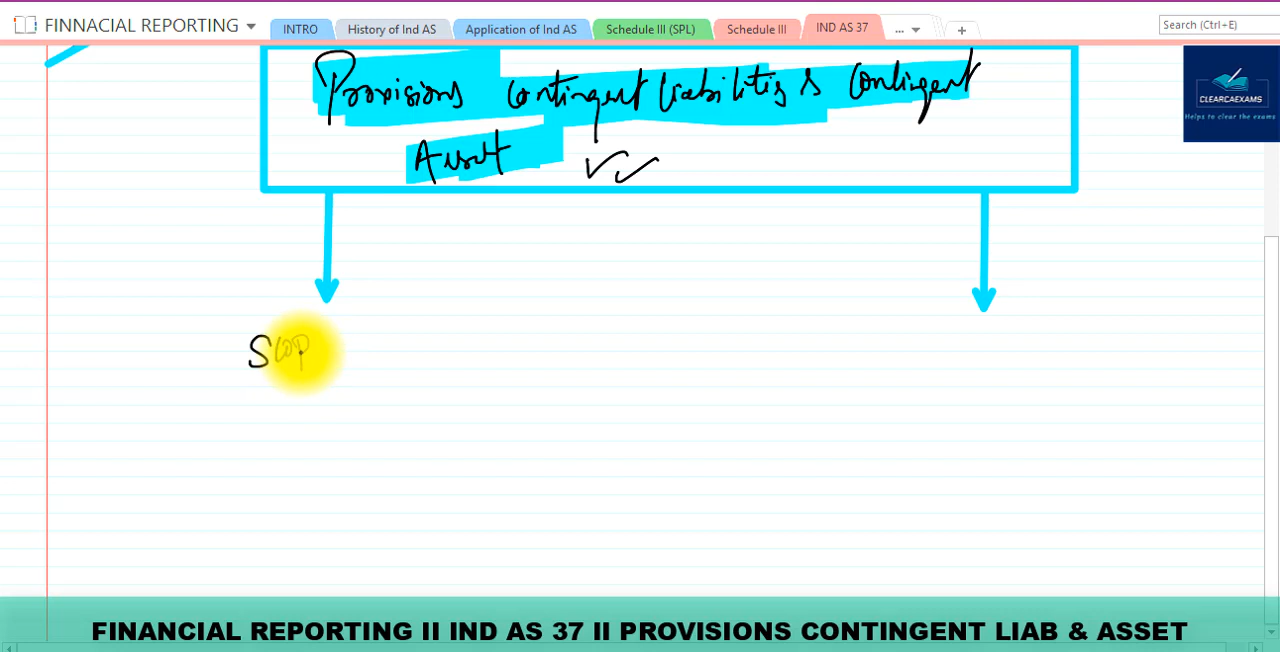 FINNACIAL REPORTING
INTRO History of Ind AS Application of Ind AS Schedule III (SPL) Schedule III IND AS 37 ... +
Search (Ctrl+E)
Provisions contingent liabilities & contingent
Asset
CLEARCAEXAMS
Helps to clear the exams
Scop
FINANCIAL REPORTING II IND AS 37 II PROVISIONS CONTINGENT LIAB & ASSET